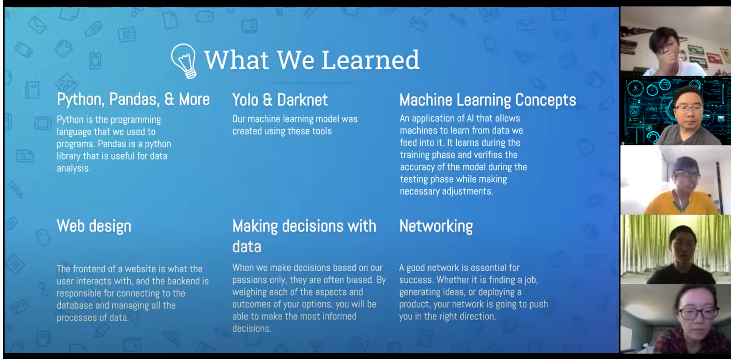 What We Learned
Python, Pandas, & More
Python is the programming
language that we used to
programs. Pandas is a python
library that is useful for data
analysis.
Yolo & Darknet
Our machine learning model was
created using these tools
Machine Learning Concepts
An application of AI that allows
machines to learn from data we
feed into it. It learns during the
training phase and verifies the
accuracy of the model during the
testing phase while making
necessary adjustments.
Web design
The frontend of a website is what the
user interacts with, and the backend is
responsible for connecting to the
database and managing all the
processes of data.
Making decisions with
data
When we make decisions based on our
passions only, they are often biased. By
weighing each of the aspects and
outcomes of your options, you will be
able to make the most informed
decisions.
Networking
A good network is essential for
success. Whether it is finding a job,
generating ideas, or deploying a
product, your network is going to push
you in the right direction.